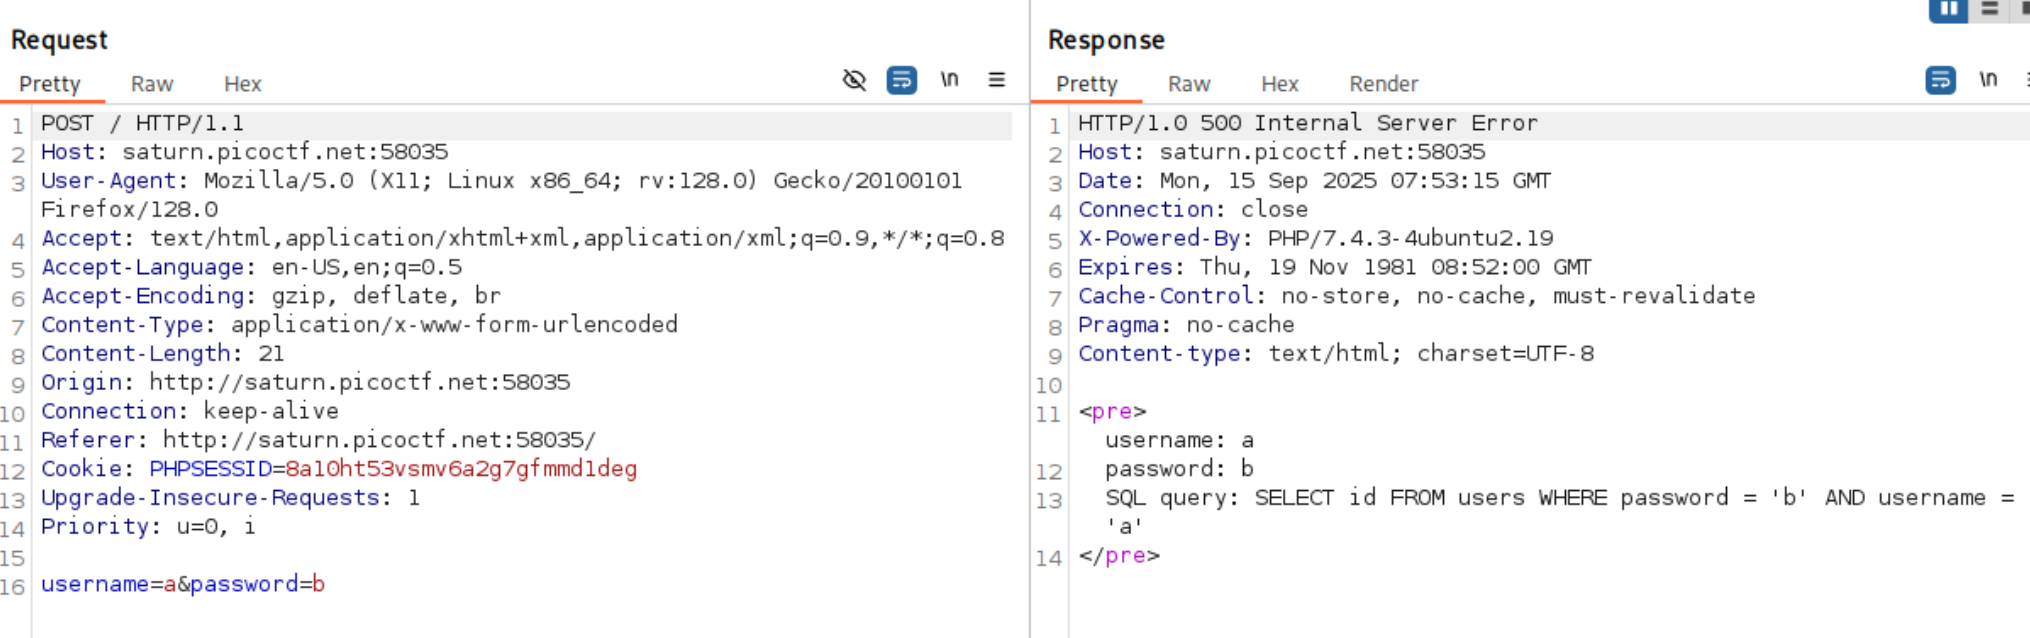 Request
Pretty Raw Hex \n
1 POST / HTTP/1.1
2 Host: saturn.picoctf.net:58035
3 User-Agent: Mozilla/5.0 (X11; Linux x86_64; rv:128.0) Gecko/20100101
Firefox/128.0
4 Accept: text/html,application/xhtml+xml,application/xml;q=0.9,*/*;q=0.8
5 Accept-Language: en-US,en;q=0.5
6 Accept-Encoding: gzip, deflate, br
7 Content-Type: application/x-www-form-urlencoded
8 Content-Length: 21
9 Origin: http://saturn.picoctf.net:58035
10 Connection: keep-alive
11 Referer: http://saturn.picoctf.net:58035/
12 Cookie: PHPSESSID=8a10ht53vsmv6a2g7gfmmd1deg
13 Upgrade-Insecure-Requests: 1
14 Priority: u=0, i
15
16 username=a&password=b
Response
Pretty Raw Hex Render \n
1 HTTP/1.0 500 Internal Server Error
2 Host: saturn.picoctf.net:58035
3 Date: Mon, 15 Sep 2025 07:53:15 GMT
4 Connection: close
5 X-Powered-By: PHP/7.4.3-4ubuntu2.19
6 Expires: Thu, 19 Nov 1981 08:52:00 GMT
7 Cache-Control: no-store, no-cache, must-revalidate
8 Pragma: no-cache
9 Content-type: text/html; charset=UTF-8
10
11 <pre>
username: a
12 password: b
13 SQL query: SELECT id FROM users WHERE password = 'b' AND username =
'a'
14 </pre>